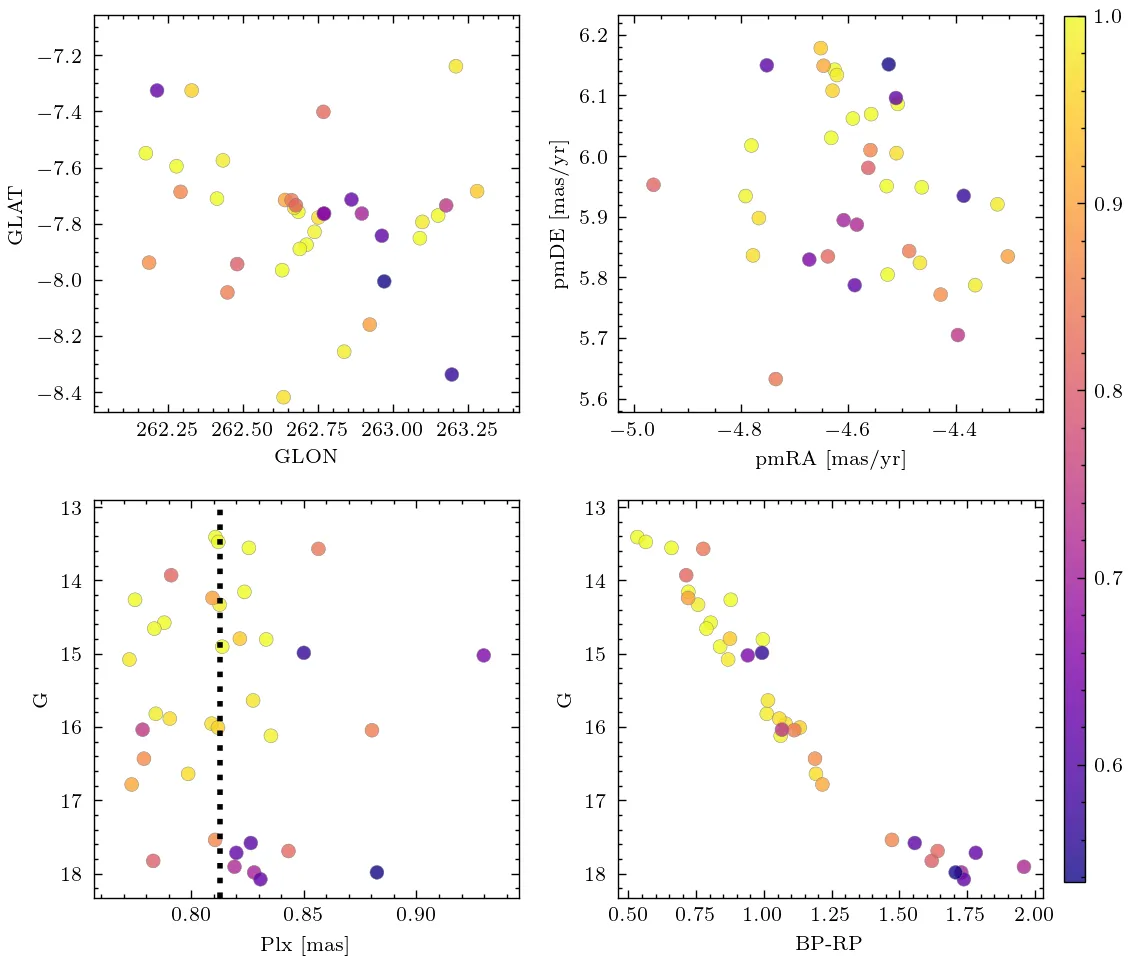 −7.2
−7.4
−7.6
−7.8
−8.0
−8.2
−8.4
GLAT
262.25 262.50 262.75 263.00 263.25
GLON
6.2
6.1
6.0
5.9
5.8
5.7
5.6
pmDE [mas/yr]
−5.0 −4.8 −4.6 −4.4
pmRA [mas/yr]
1.0
0.9
0.8
0.7
0.6
13
14
15
16
17
18
G
0.80 0.85 0.90
Plx [mas]
13
14
15
16
17
18
G
0.50 0.75 1.00 1.25 1.50 1.75 2.00
BP-RP